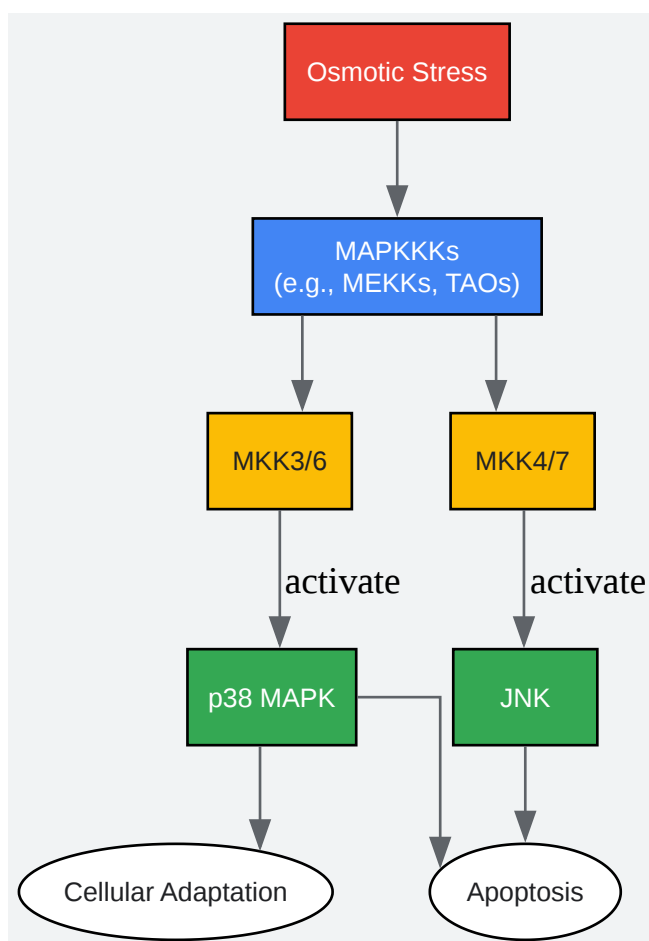 Osmotic Stress
MAPKKKs
(e.g., MEKKs, TAOs)
MKK3/6
MKK4/7
activate
activate
p38 MAPK
JNK
Cellular Adaptation
Apoptosis